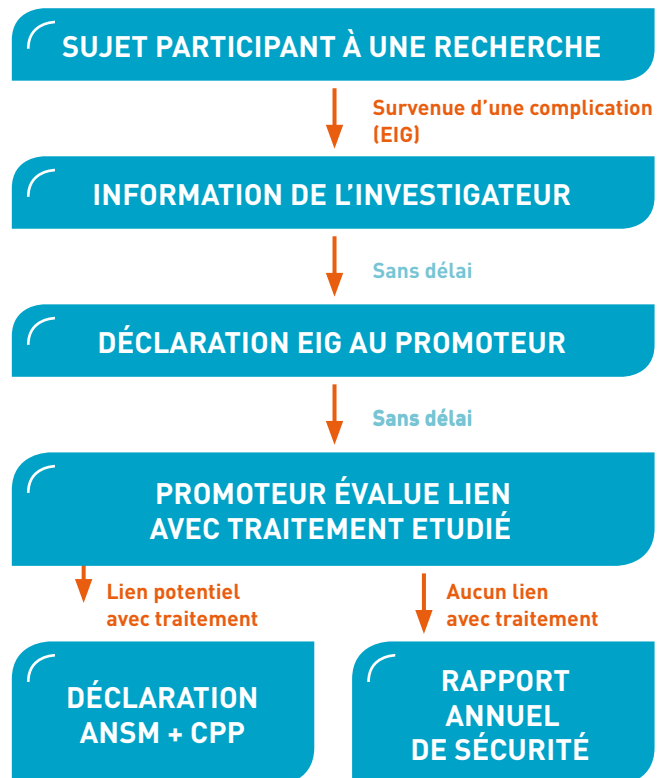 SUJET PARTICIPANT À UNE RECHERCHE
Survenue d'une complication
(EIG)
INFORMATION DE L'INVESTIGATEUR
Sans délai
DÉCLARATION EIG AU PROMOTEUR
Sans délai
PROMOTEUR ÉVALUE LIEN
AVEC TRAITEMENT ETUDIÉ
Lien potentiel
avec traitement
Aucun lien
avec traitement
DÉCLARATION
ANSM + CPP
RAPPORT
ANNUEL
DE SÉCURITÉ